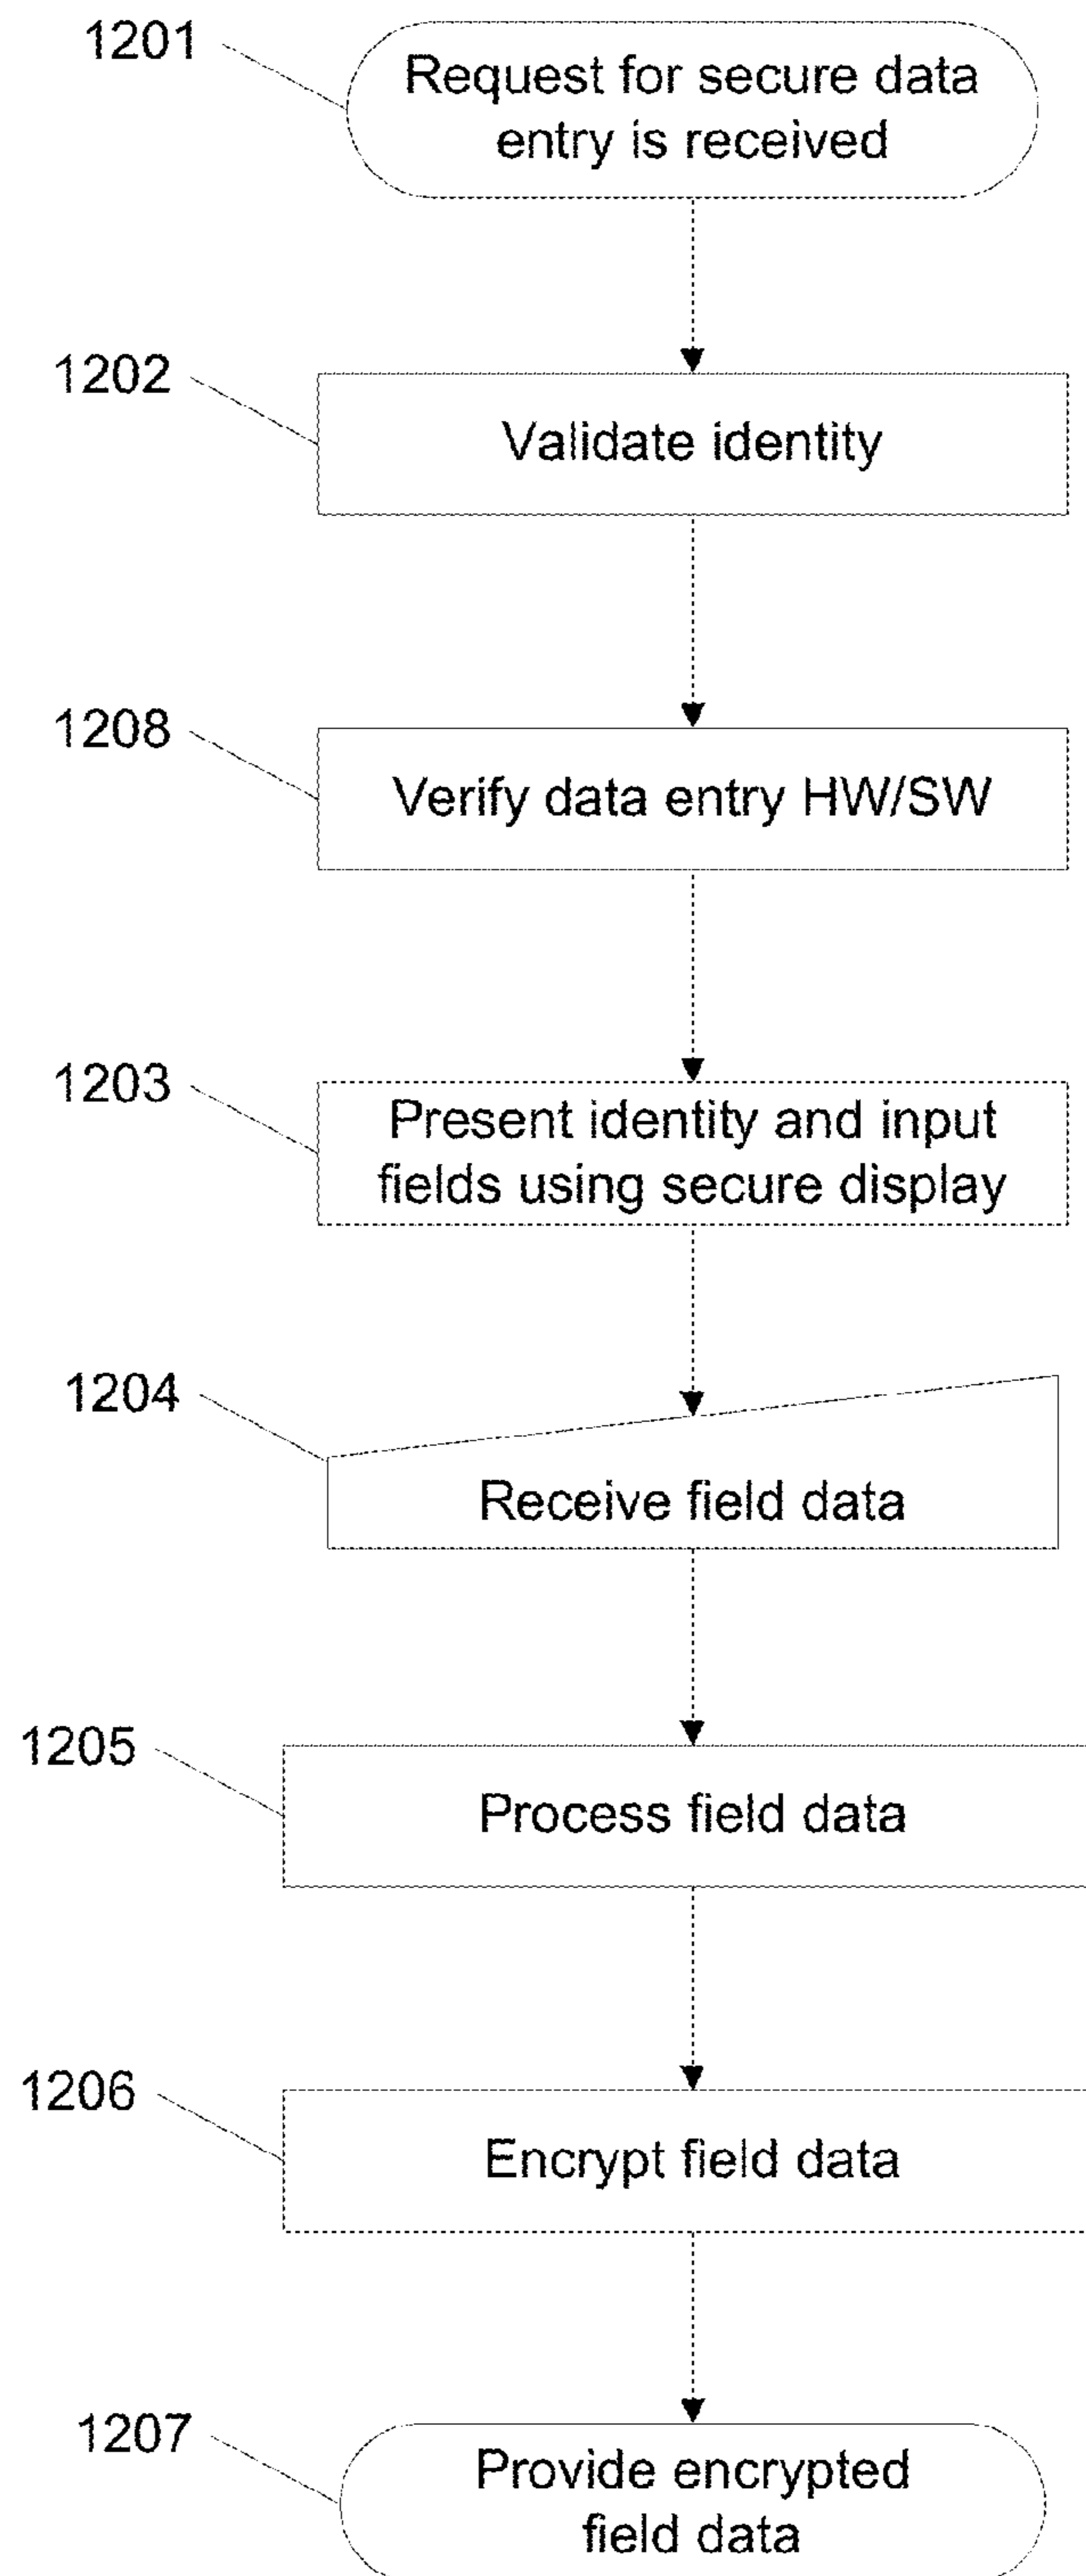 1201
Request for secure data
entry is received
1202
Validate identity
1208
Verify data entry HW/SW
1203
Present identity and input
fields using secure display
1204
Receive field data
1205
Process field data
1206
Encrypt field data
1207
Provide encrypted
field data